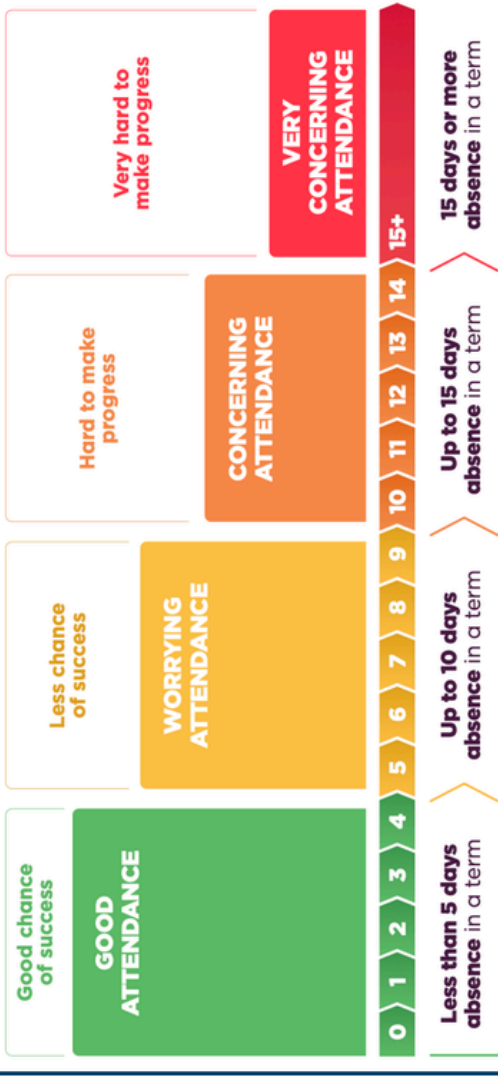 Good chance
of success
GOOD
ATTENDANCE
Less chance
of success
WORRYING
ATTENDANCE
Hard to make
progress
CONCERNING
ATTENDANCE
Very hard to
make progress
VERY
CONCERNING
ATTENDANCE
0 1 2 3 4 5 6 7 8 9 10 11 12 13 14 15+
Less than 5 days
absence in a term
Up to 10 days
absence in a term
Up to 15 days
absence in a term
15 days or more
absence in a term